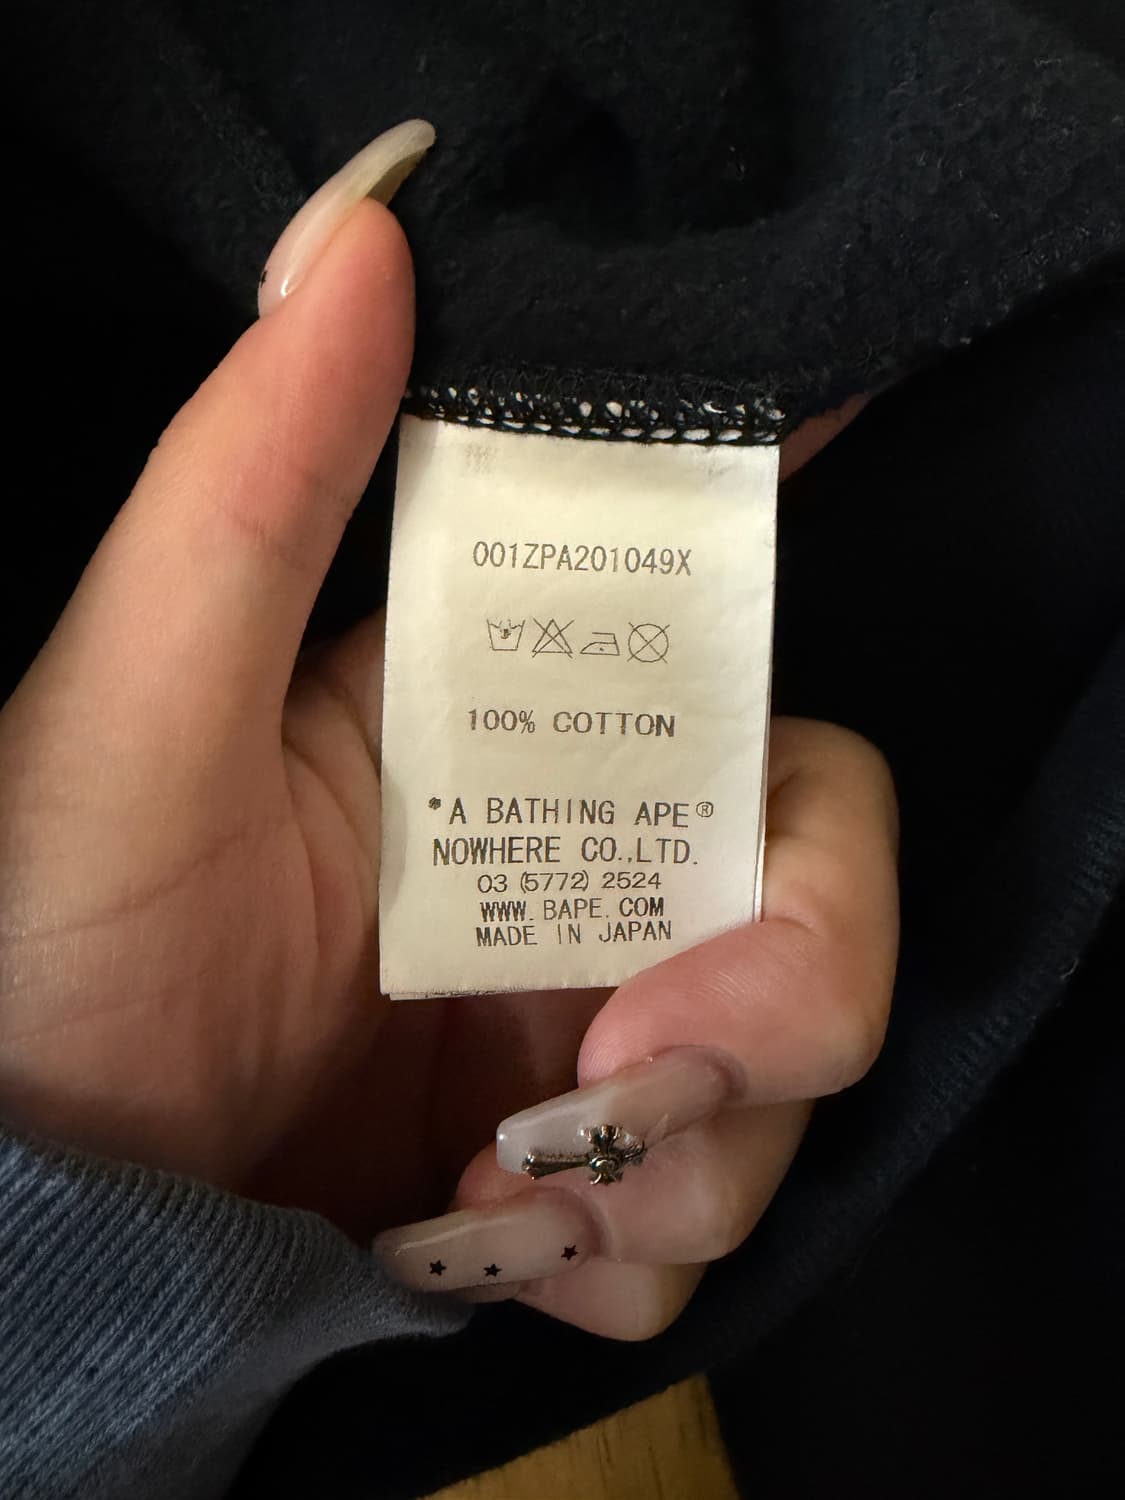 001ZPA201049X
100% COTTON
*A BATHING APE®
NOWHERE CO.,LTD.
03 (5772) 2524
WWW. BAPE. COM
MADE IN JAPAN